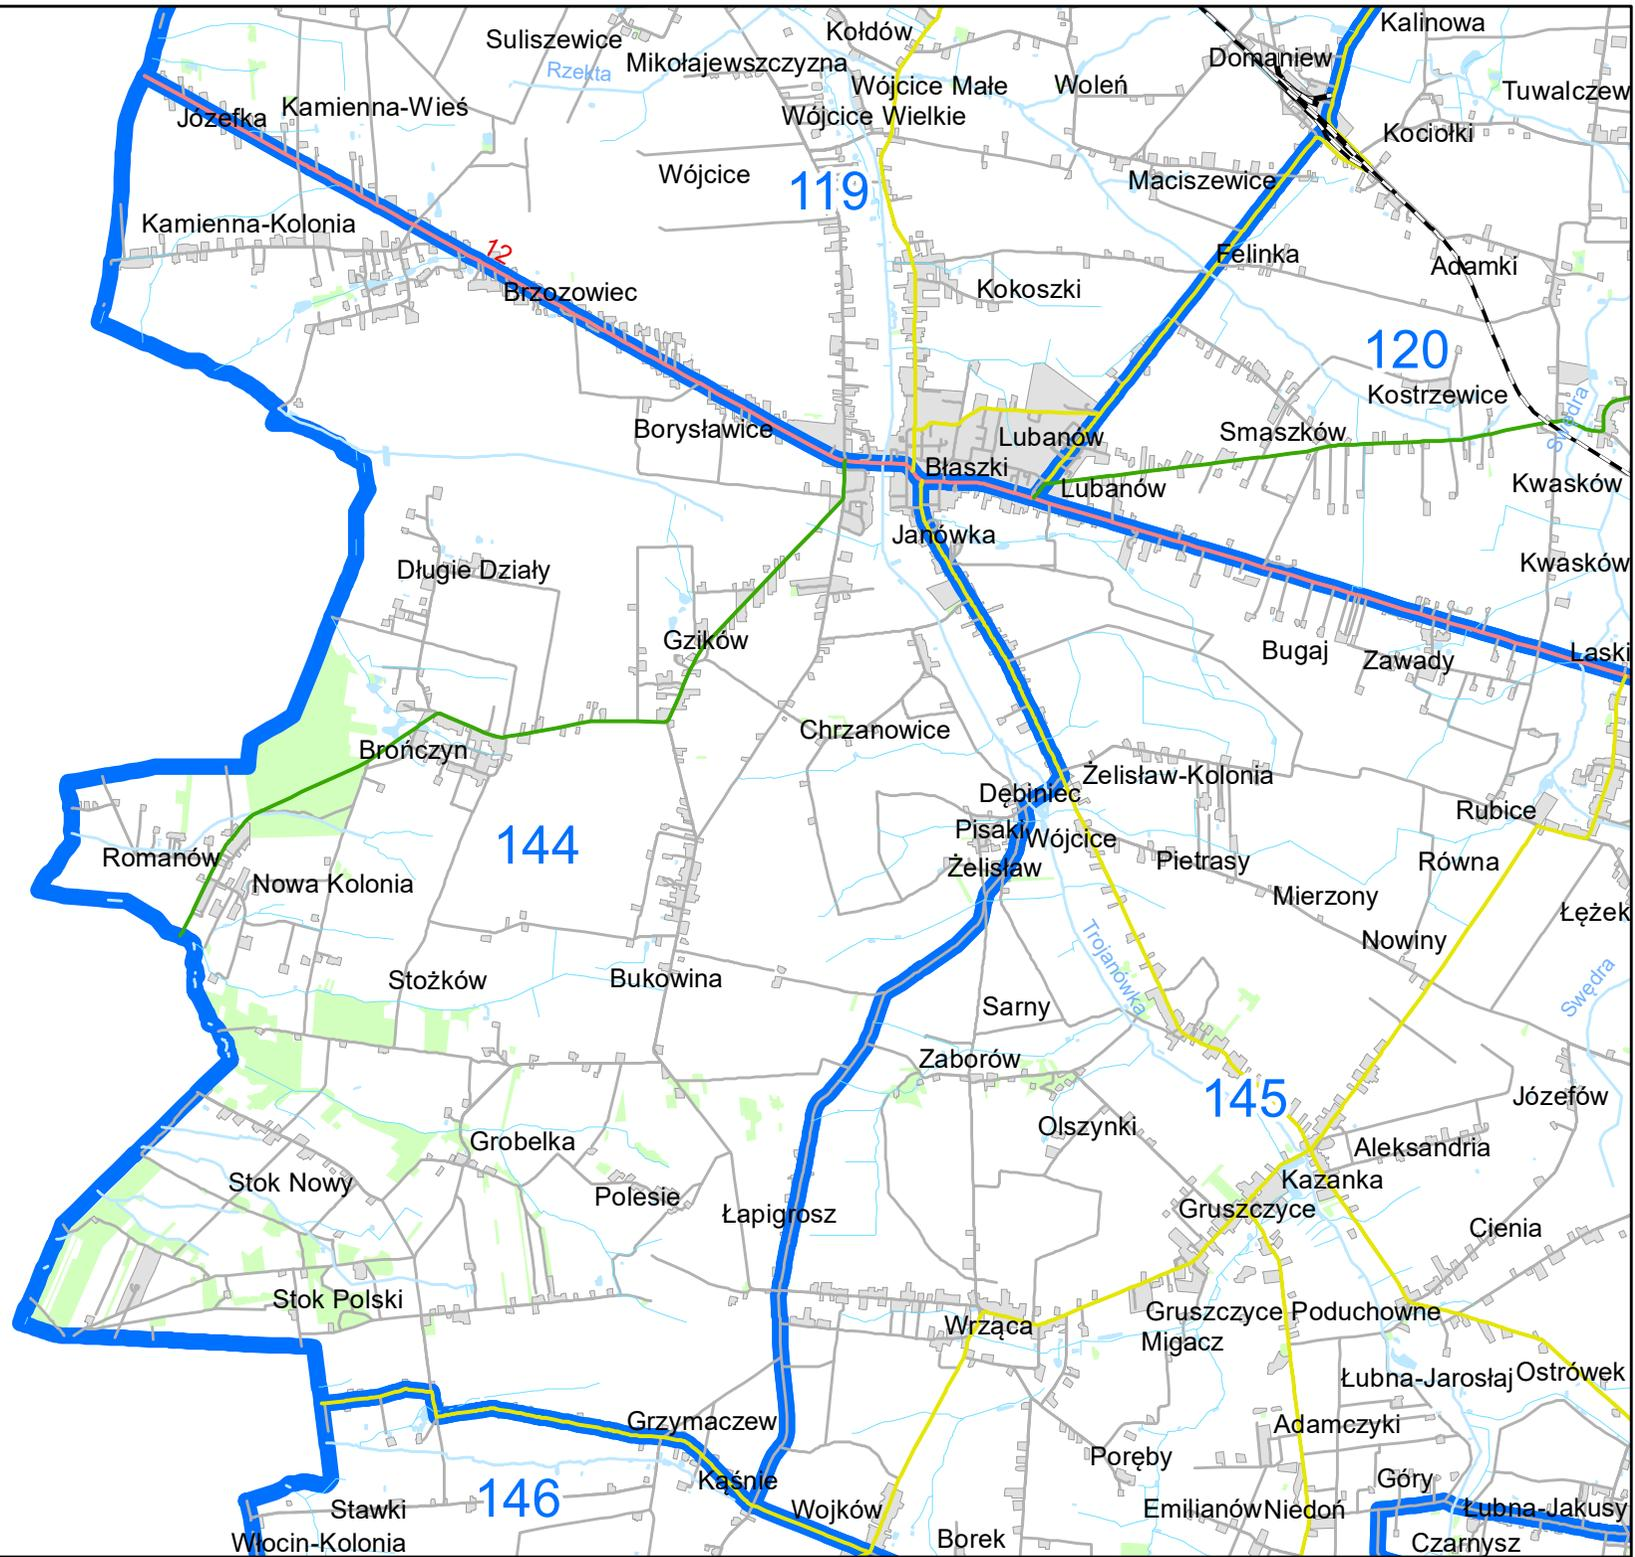 Kalinowa
Suliszewice
Kołdów
Mikołajewszczyzna
Domaniew
Rzekta
Wójcice Małe
Woleń
Tuwalczew
Józefka
Kamienna-Wieś
Wójcice Wielkie
Kociołki
Wójcice
119
Maciszewice
Kamienna-Kolonia
12
Felinka
Adamki
Brzozowiec
Kokoszki
120
Kostrzewice
Borysławice
Lubanów
Smaszków
Swędra
Błaszki
Lubanów
Kwasków
Janówka
Długie Działy
Kwasków
Gzików
Bugaj
Zawady
Laski
Chrzanowice
Brończyn
Żelisław-Kolonia
Dębiniec
Rubice
Pisaki
Wójcice
144
Romanów
Żelisław
Pietrasy
Równa
Nowa Kolonia
Mierzony
Łężek
Nowiny
Trojanówka
Stożków
Bukowina
Swędra
Sarny
Zaborów
145
Józefów
Olszynki
Grobelka
Aleksandria
Stok Nowy
Kazanka
Polesie
Gruszczyce
Łapigrosz
Cienia
Stok Polski
Gruszczyce Poduchowne
Wrząca
Migacz
Łubna-Jarosłaj
Ostrówek
Grzymaczew
Adamczyki
Poręby
Kąśnie
Góry
146
Stawki
Wojków
Emilianów
Niedoń
Łubna-Jakusy
Włocin-Kolonia
Borek
Czarnysz